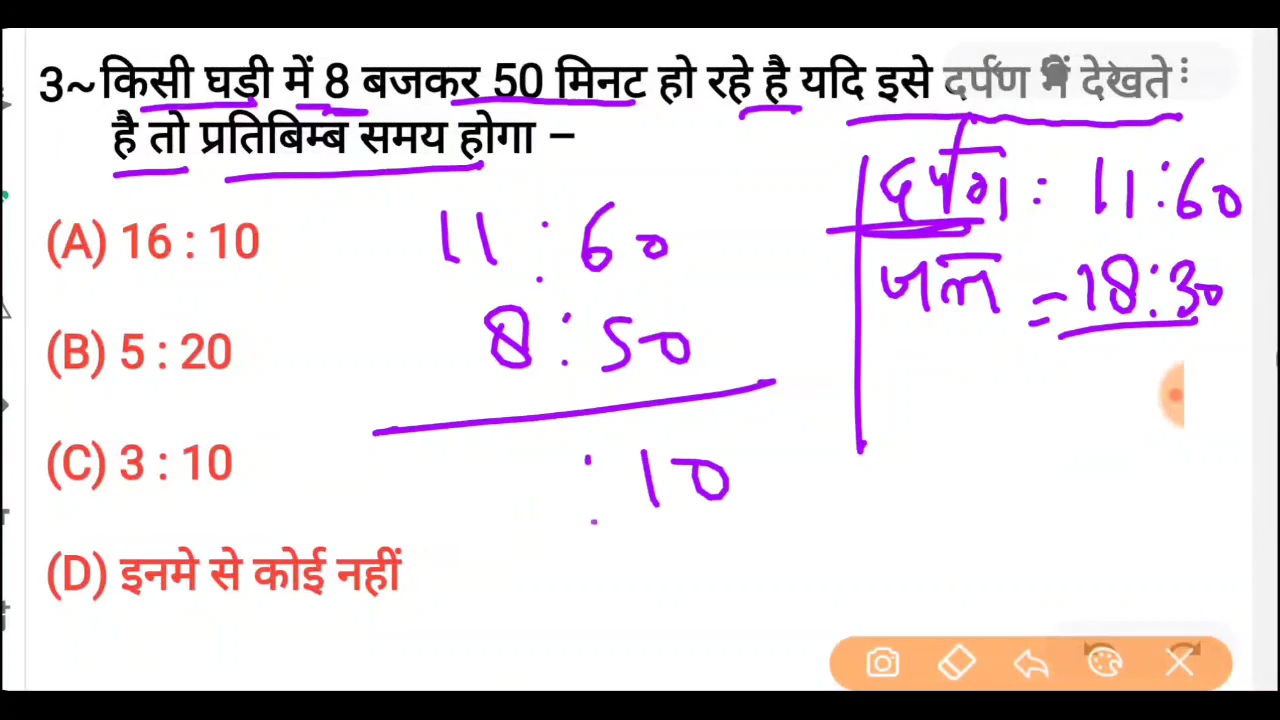 3~किसी घड़ी में 8 बजकर 50 मिनट हो रहे है यदि इसे दर्पण में देखते
है तो प्रतिबिम्ब समय होगा –
(A) 16 : 10
(B) 5 : 20
(C) 3 : 10
(D) इनमे से कोई नहीं
11 : 60
8 : 50
: 10
दर्पण : 11:60
जल = 18:30